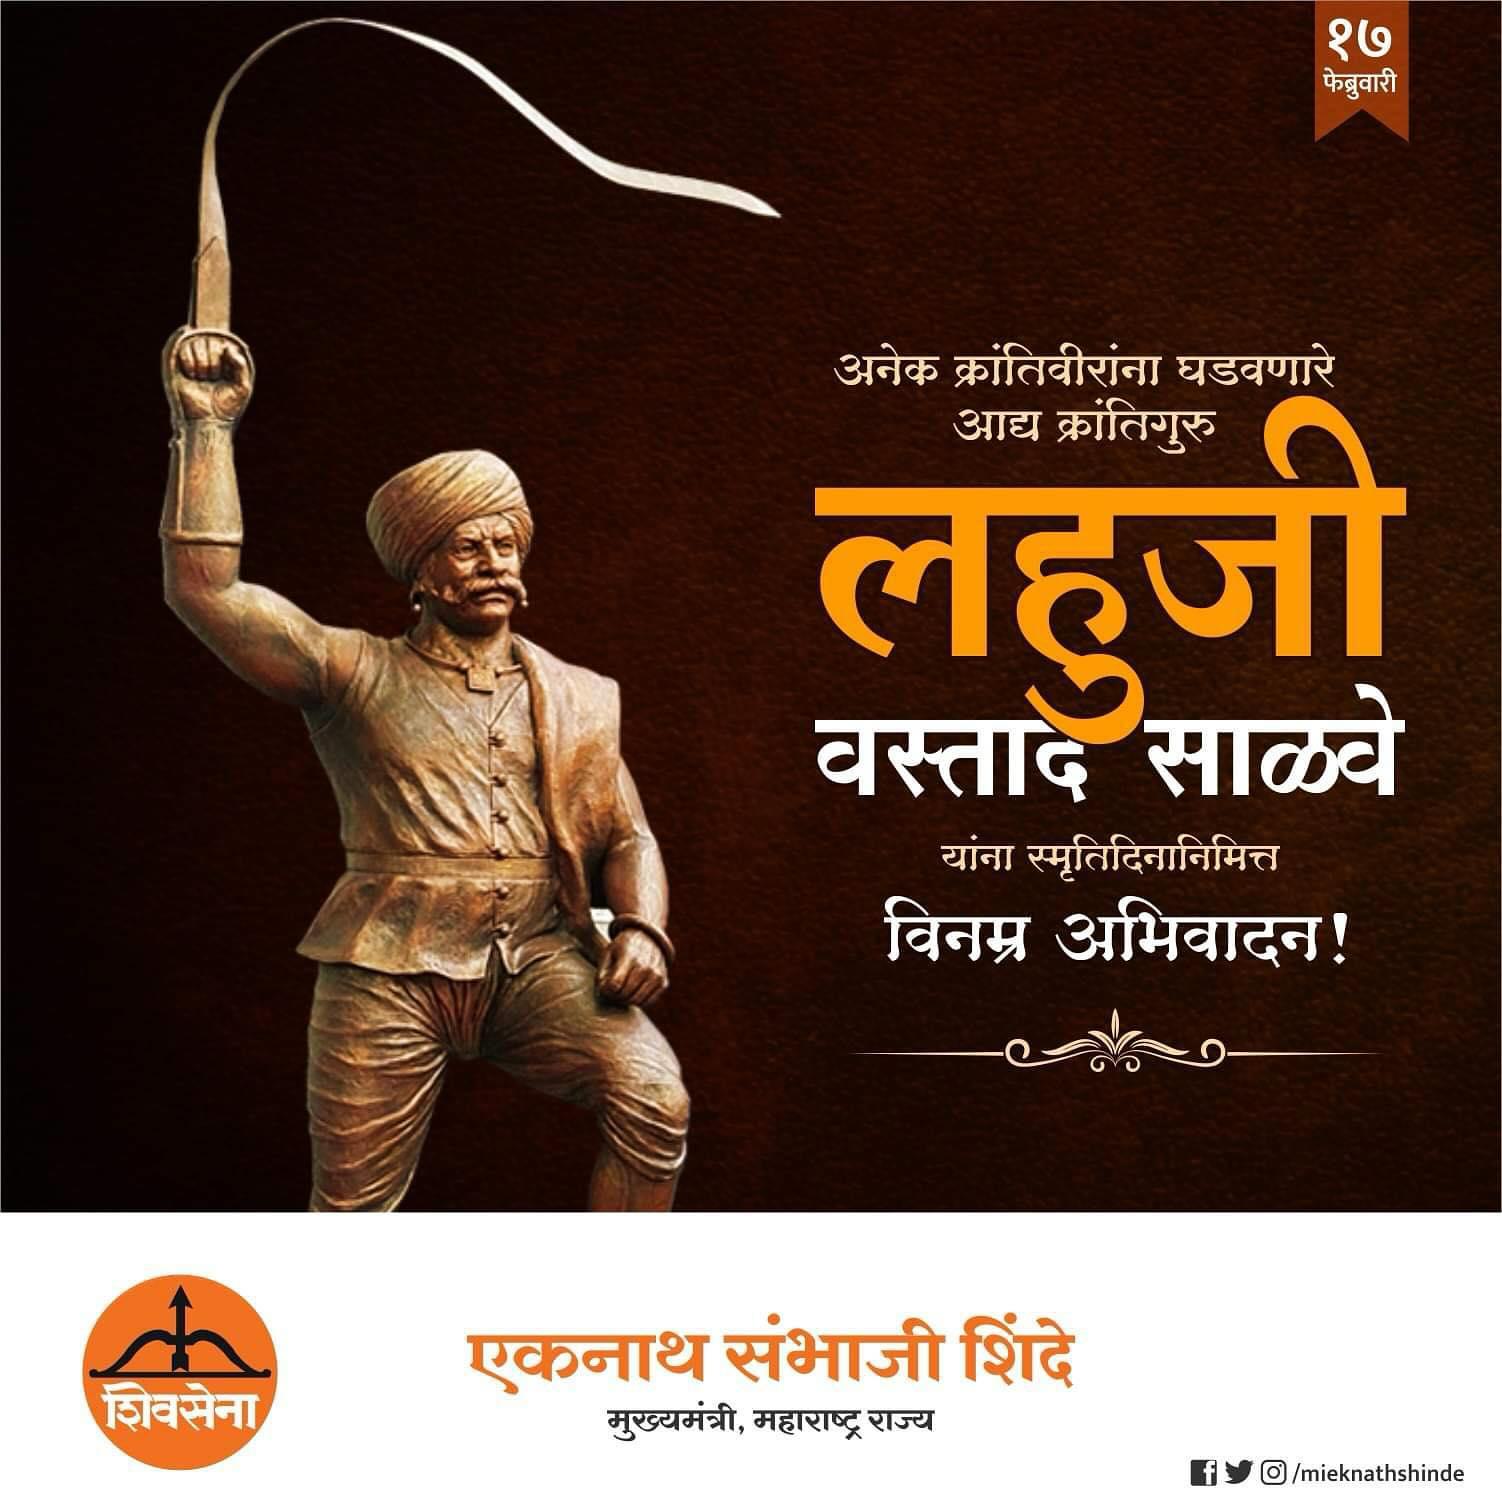 १७
फेब्रुवारी
अनेक क्रांतिवीरांना घडवणारे
आद्य क्रांतिगुरु
लहुजी
वस्ताद साळवे
यांना स्मृतिदिनानिमित्त
विनम्र अभिवादन!
शिवसेना
एकनाथ संभाजी शिंदे
मुख्यमंत्री, महाराष्ट्र राज्य
/mieknathshinde